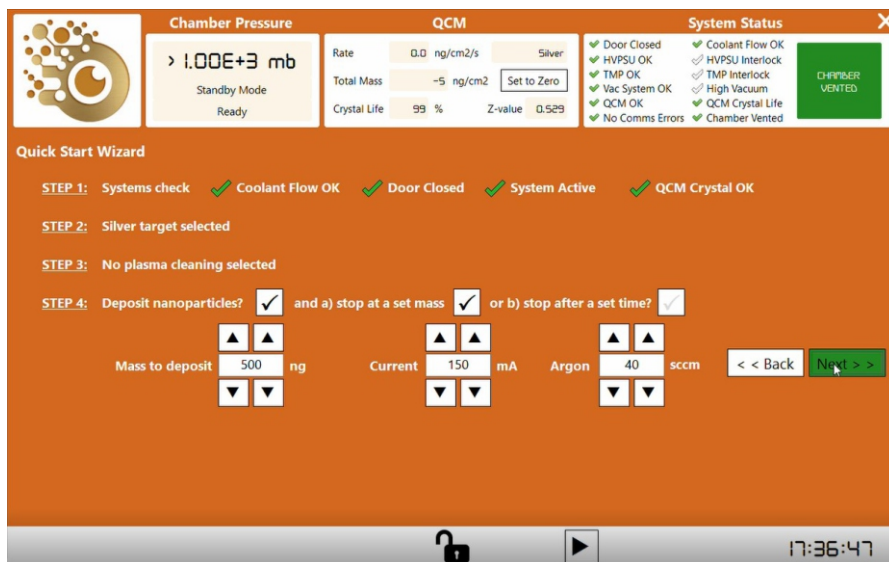 Chamber Pressure
> 1.00E+3 mb
Standby Mode
Ready
QCM
Rate 0.0 ng/cm2/s Silver
Total Mass -5 ng/cm2 Set to Zero
Crystal Life 99 % Z-value 0.529
System Status
X
Door Closed Coolant Flow OK
HVPSU OK HVPSU Interlock
TMP OK TMP Interlock
Vac System OK High Vacuum
QCM OK QCM Crystal Life
No Comms Errors Chamber Vented
CHAMBER
VENTED
Quick Start Wizard
STEP 1: Systems check Coolant Flow OK Door Closed System Active QCM Crystal OK
STEP 2: Silver target selected
STEP 3: No plasma cleaning selected
STEP 4: Deposit nanoparticles? and a) stop at a set mass or b) stop after a set time?
Mass to deposit 500 ng Current 150 mA Argon 40 sccm < < Back Next > >
17:36:47